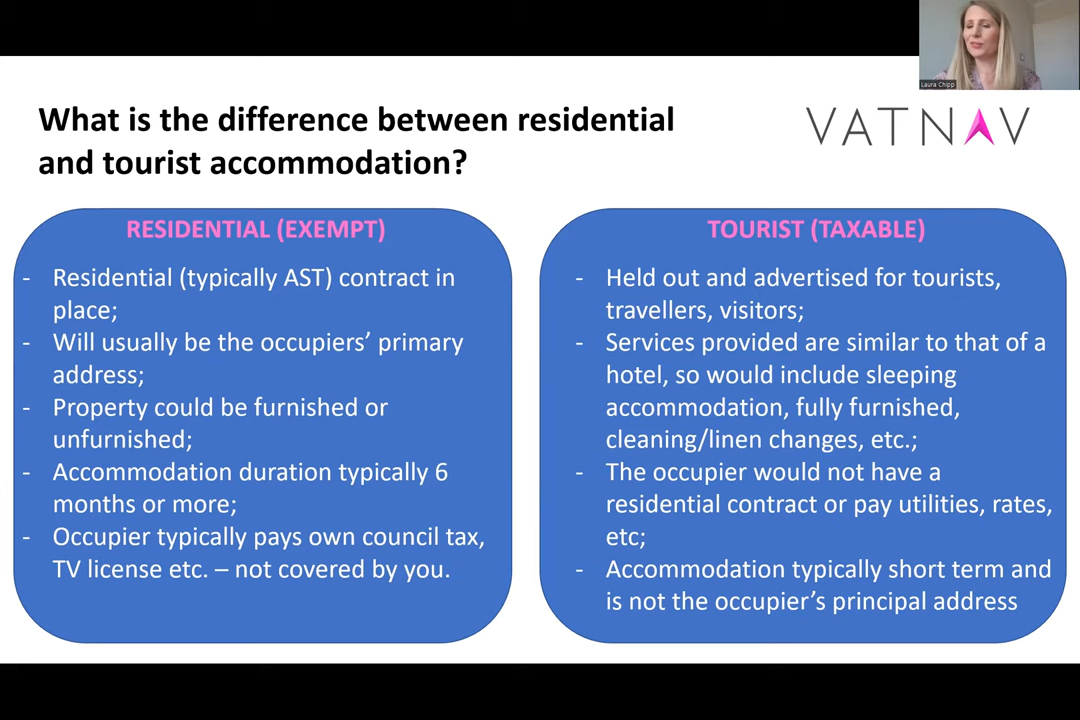 Laura Chipp
What is the difference between residential
and tourist accommodation?
VATNAV
RESIDENTIAL (EXEMPT)
- Residential (typically AST) contract in
place;
- Will usually be the occupiers’ primary
address;
- Property could be furnished or
unfurnished;
- Accommodation duration typically 6
months or more;
- Occupier typically pays own council tax,
TV license etc. – not covered by you.
TOURIST (TAXABLE)
- Held out and advertised for tourists,
travellers, visitors;
- Services provided are similar to that of a
hotel, so would include sleeping
accommodation, fully furnished,
cleaning/linen changes, etc.;
- The occupier would not have a
residential contract or pay utilities, rates,
etc;
- Accommodation typically short term and
is not the occupier’s principal address